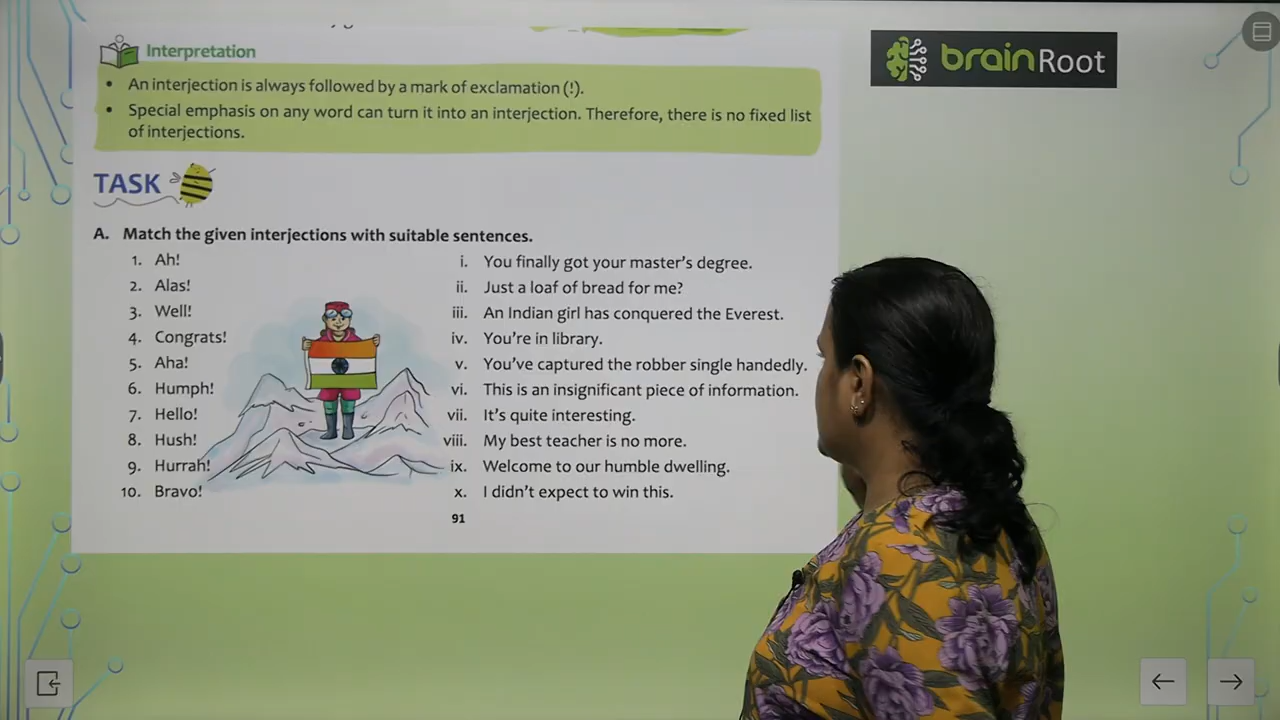 Interpretation
brainRoot
• An interjection is always followed by a mark of exclamation (!).
• Special emphasis on any word can turn it into an interjection. Therefore, there is no fixed list
of interjections.
TASK
A. Match the given interjections with suitable sentences.
1. Ah! i. You finally got your master's degree.
2. Alas! ii. Just a loaf of bread for me?
3. Well! iii. An Indian girl has conquered the Everest.
4. Congrats! iv. You're in library.
5. Aha! v. You've captured the robber single handedly.
6. Humph! vi. This is an insignificant piece of information.
7. Hello! vii. It's quite interesting.
8. Hush! viii. My best teacher is no more.
9. Hurrah! ix. Welcome to our humble dwelling.
10. Bravo! x. I didn't expect to win this.
91